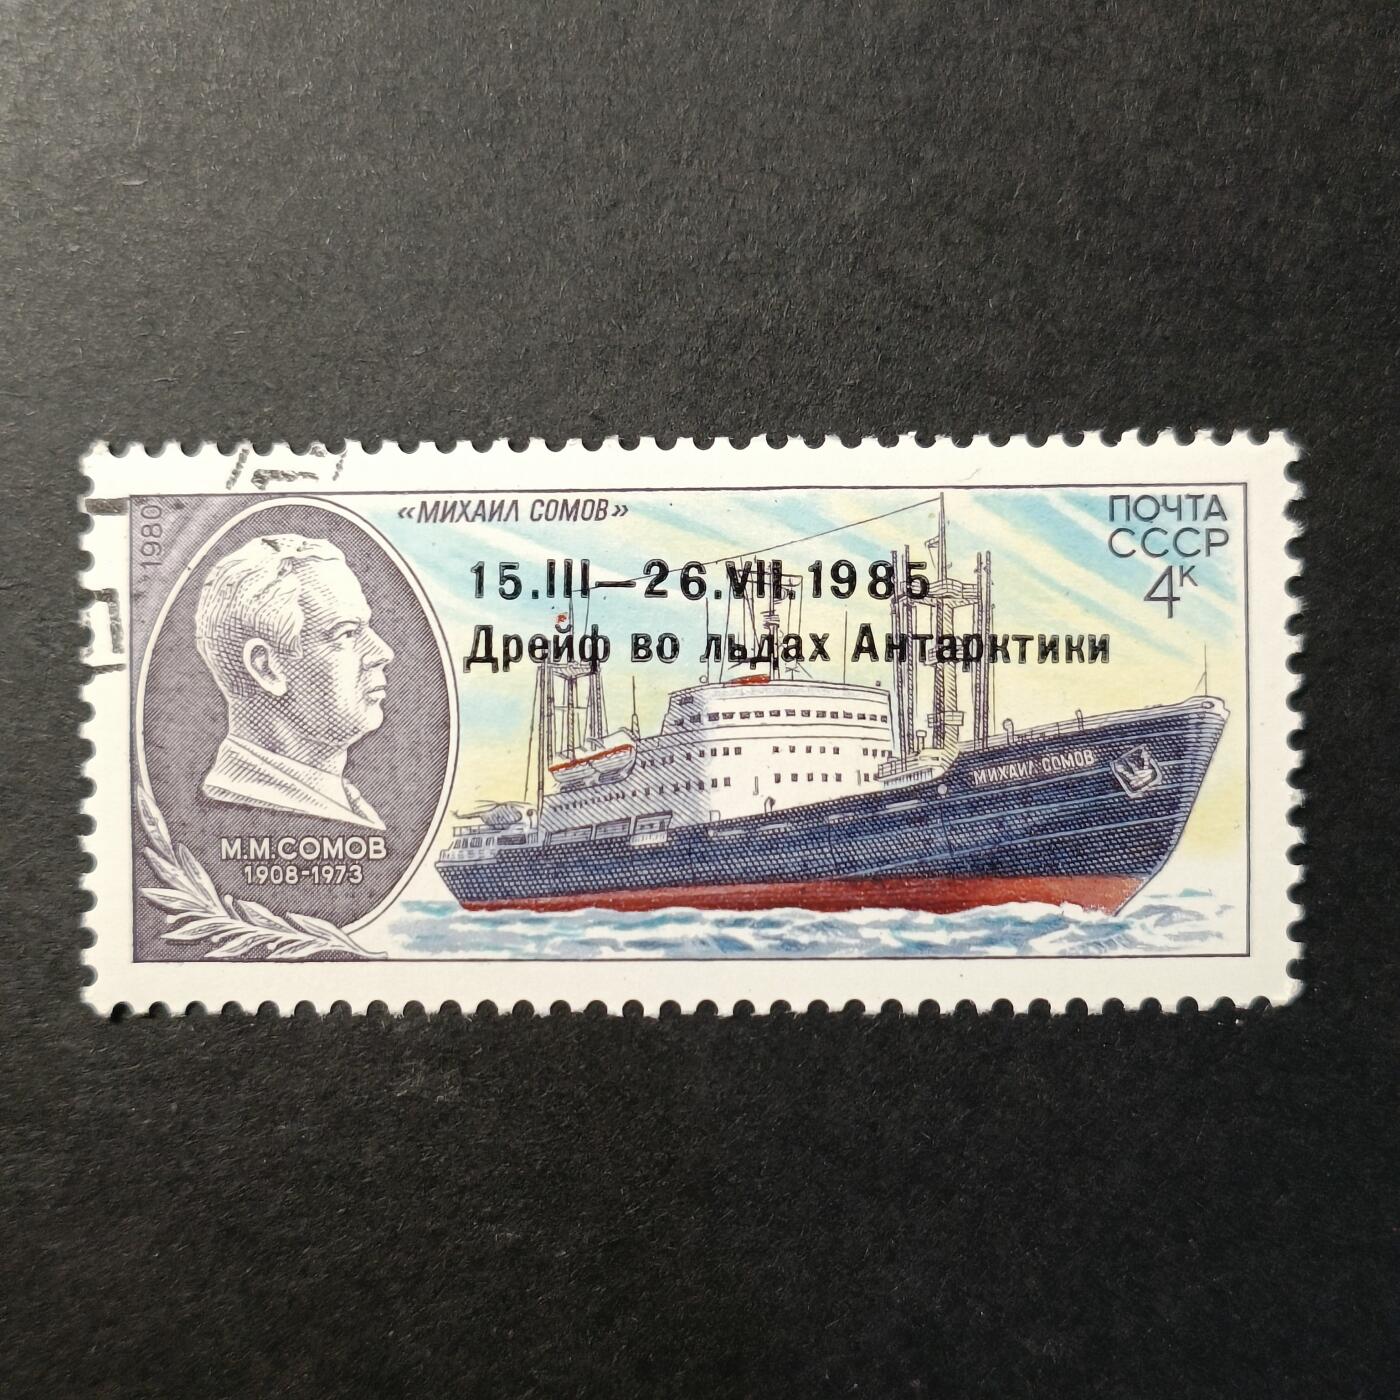 1980
«МИХАИЛ СОМОВ»
ПОЧТА
СССР
4к
15.III—26.VII.1985
Дрейф во льдах Антарктики
МИХАИЛ СОМОВ
М.М.СОМОВ
1908-1973